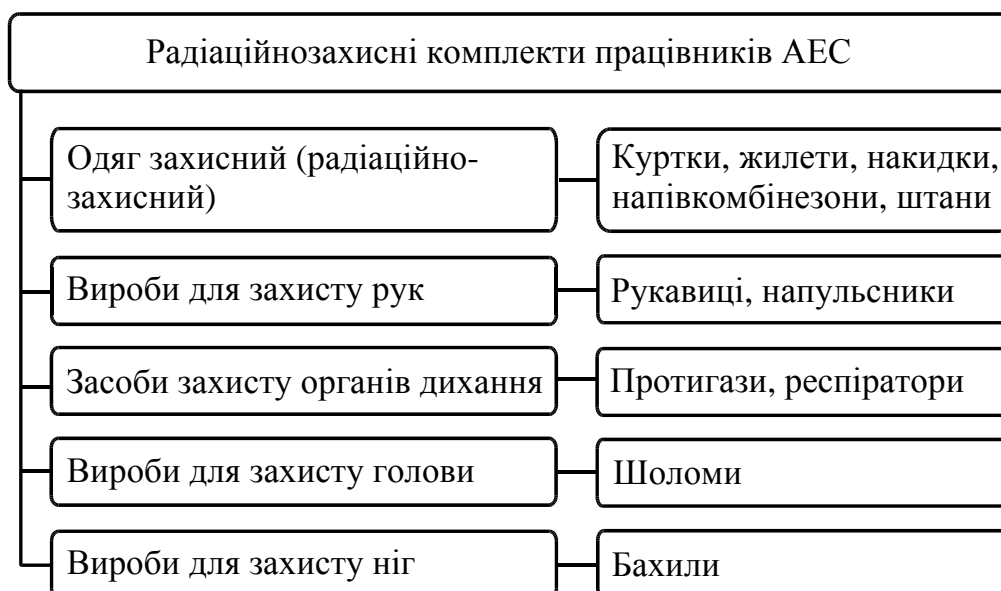 Радіаційнозахисні комплекти працівників АЕС
Одяг захисний (радіаційно-
захисний)
Куртки, жилети, накидки,
напівкомбінезони, штани
Вироби для захисту рук
Рукавиці, напульсники
Засоби захисту органів дихання
Протигази, респіратори
Вироби для захисту голови
Шоломи
Вироби для захисту ніг
Бахили